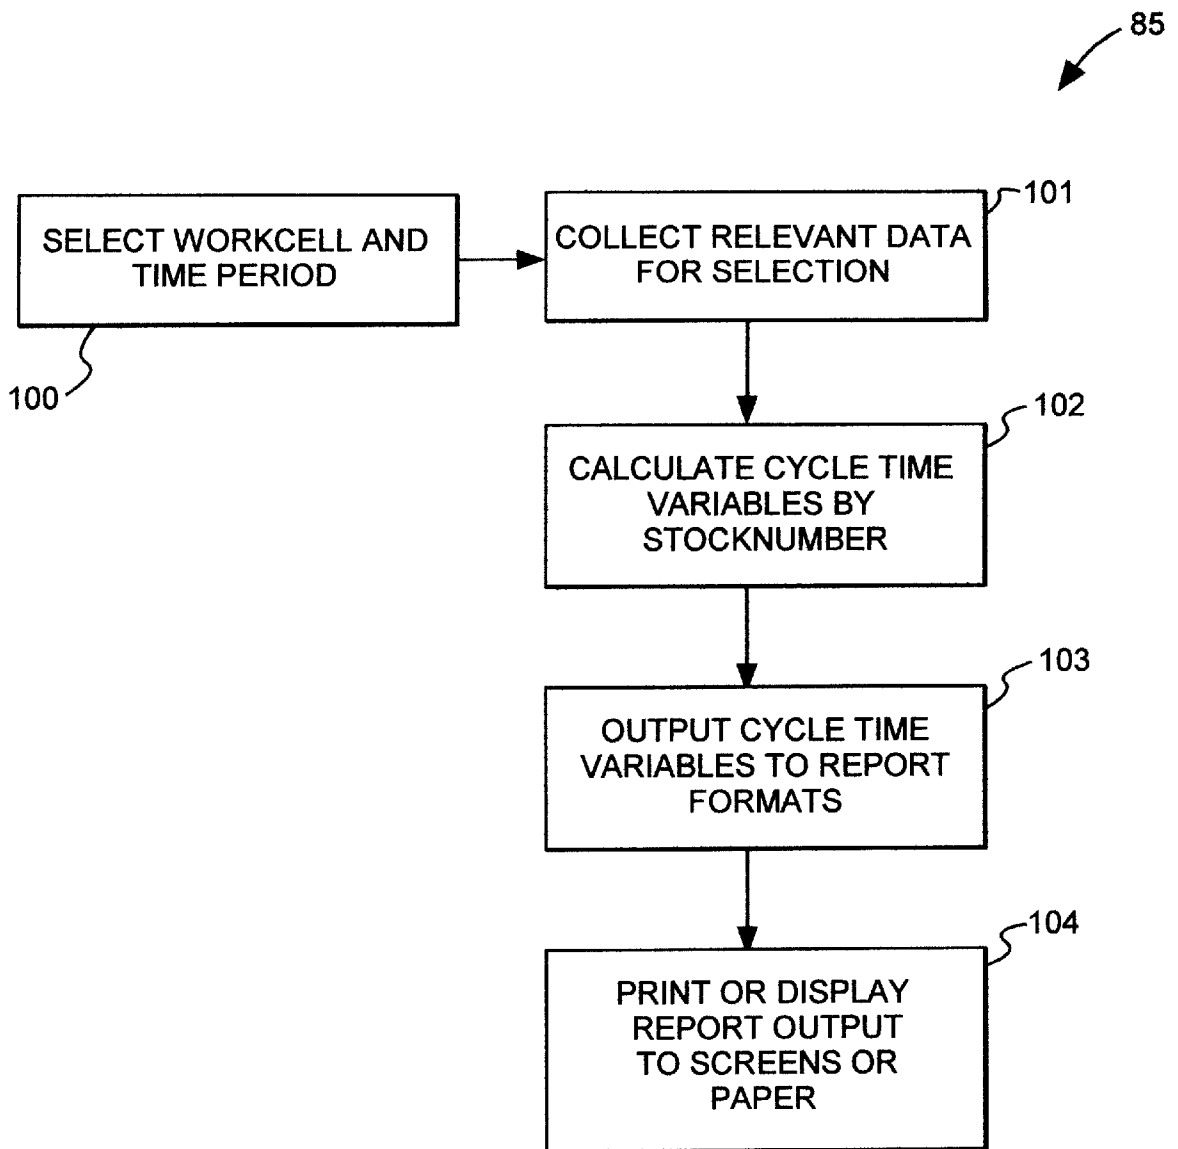 85
SELECT WORKCELL AND
TIME PERIOD
100
COLLECT RELEVANT DATA
FOR SELECTION
101
CALCULATE CYCLE TIME
VARIABLES BY
STOCKNUMBER
102
OUTPUT CYCLE TIME
VARIABLES TO REPORT
FORMATS
103
PRINT OR DISPLAY
REPORT OUTPUT
TO SCREENS OR
PAPER
104